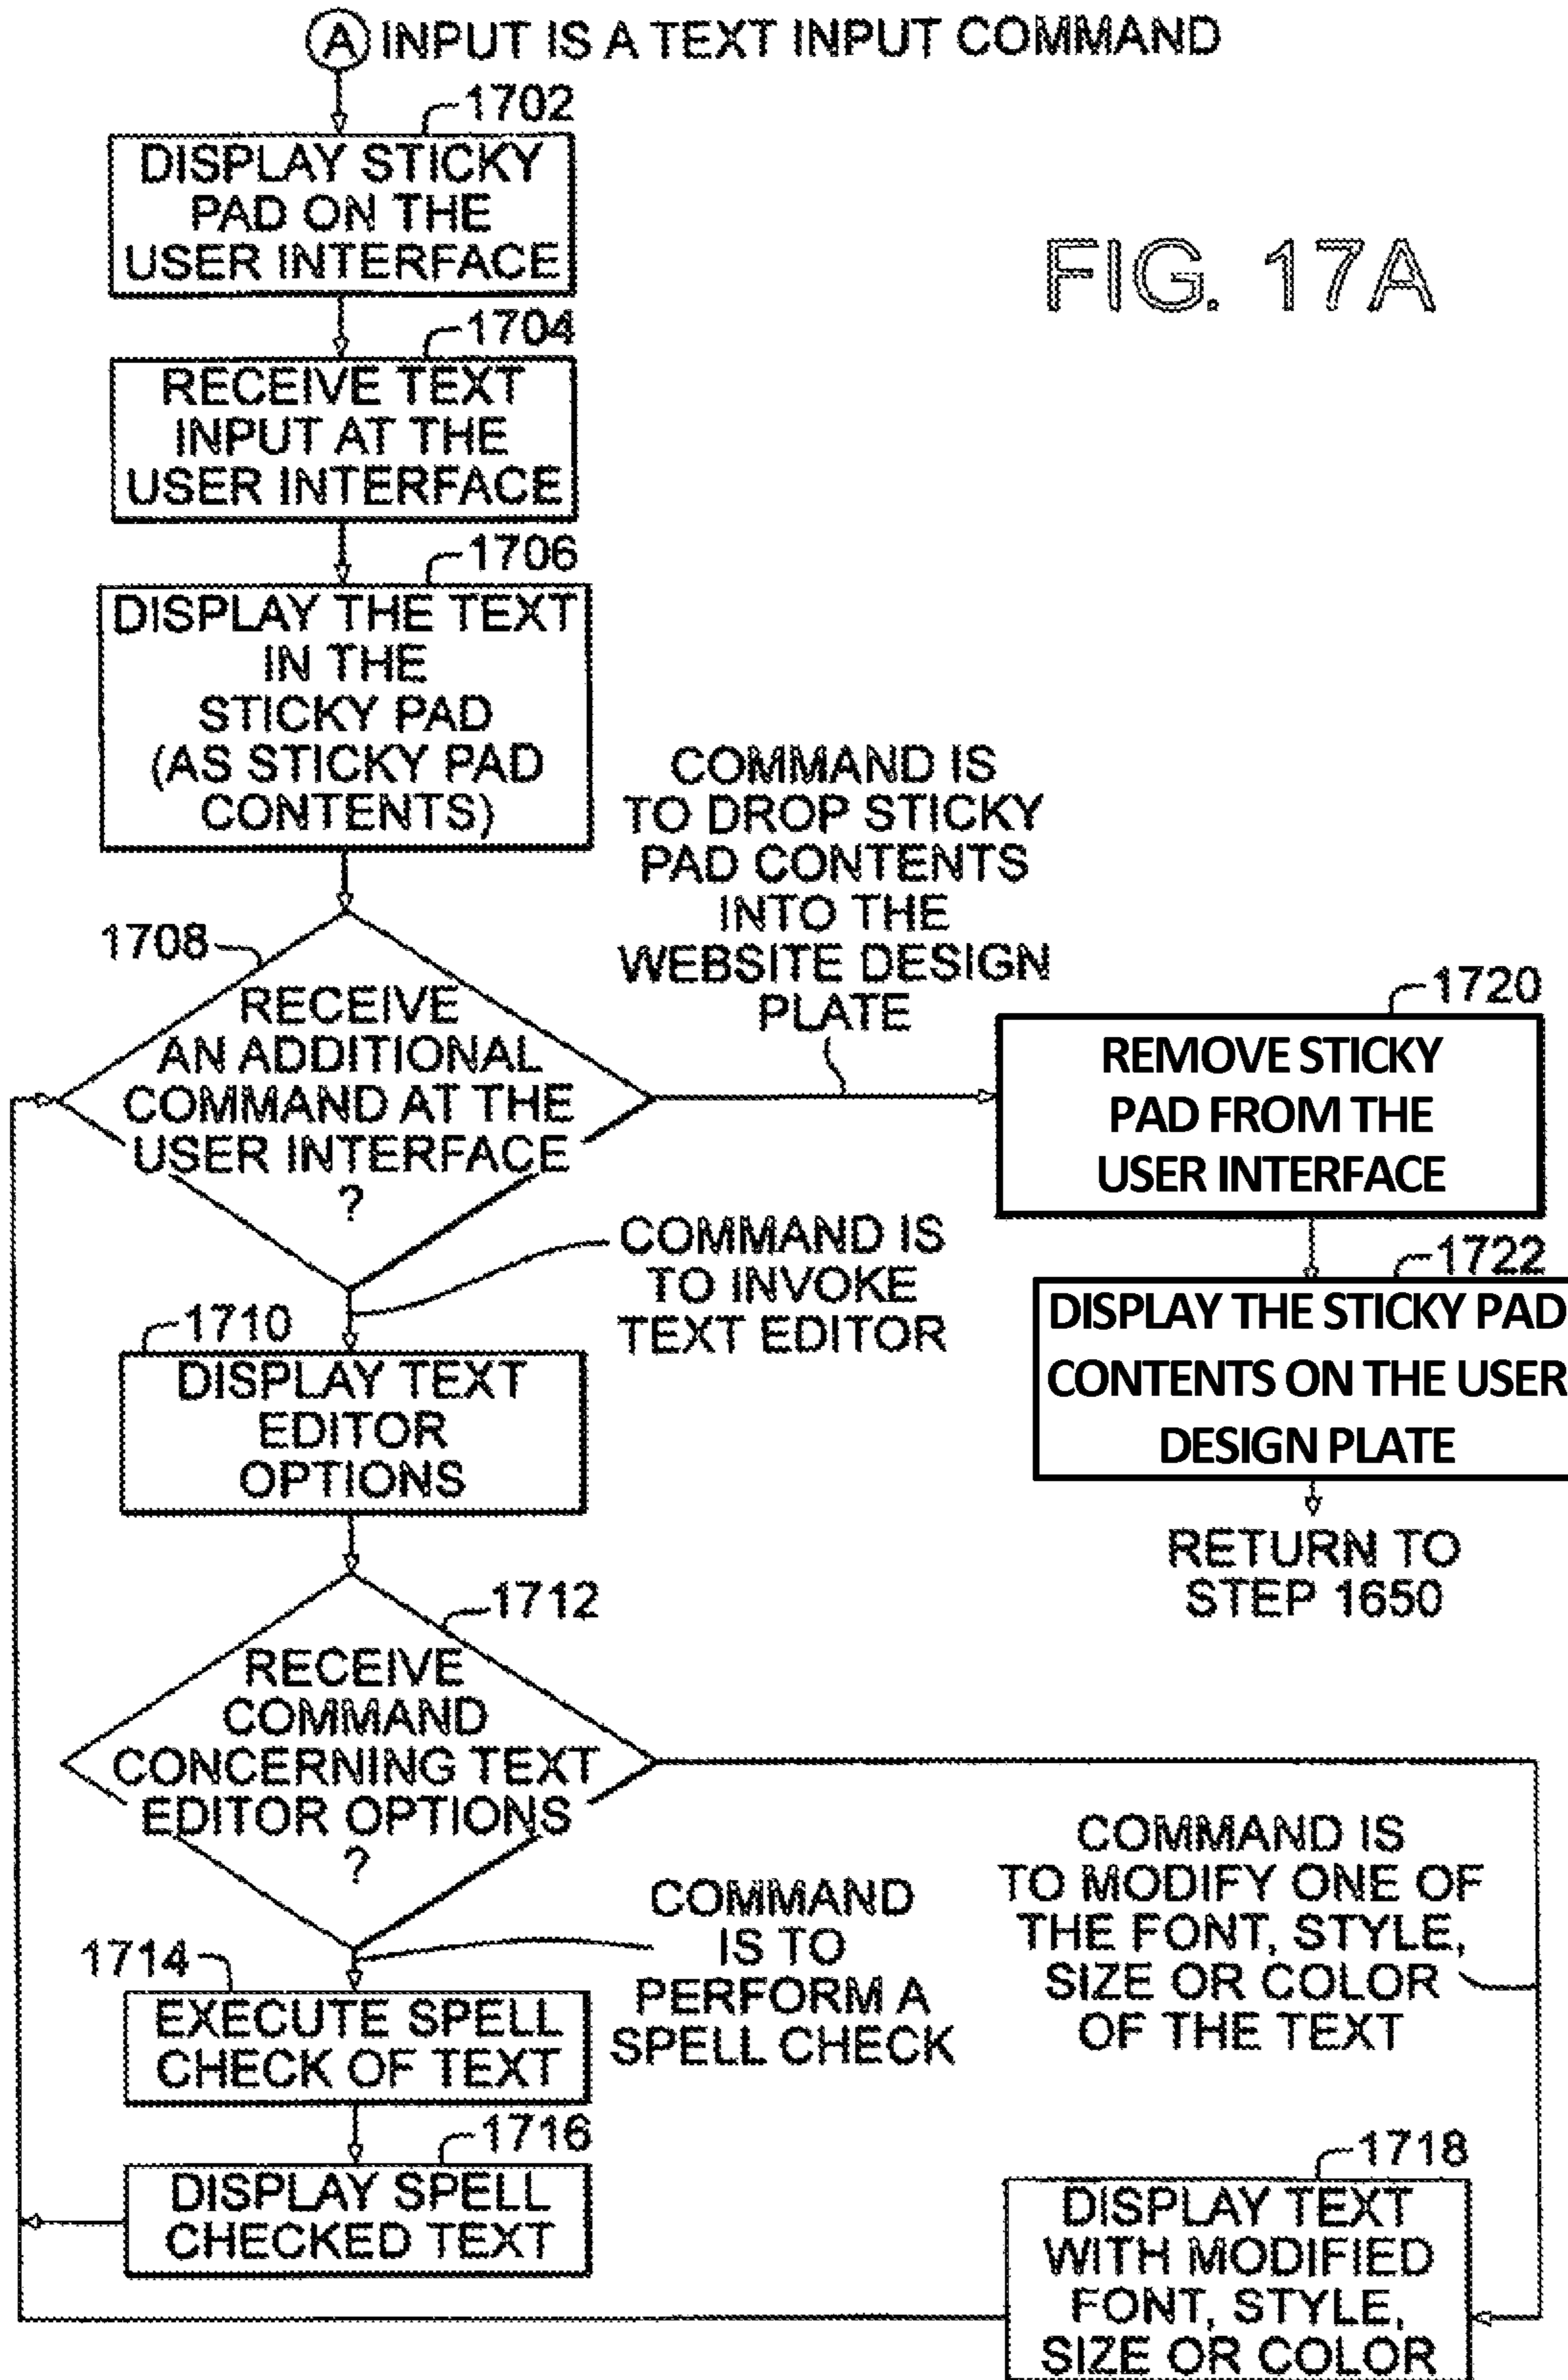 A INPUT IS A TEXT INPUT COMMAND
1702
DISPLAY STICKY
PAD ON THE
USER INTERFACE
FIG. 17A
1704
RECEIVE TEXT
INPUT AT THE
USER INTERFACE
1706
DISPLAY THE TEXT
IN THE
STICKY PAD
(AS STICKY PAD
CONTENTS)
COMMAND IS
TO DROP STICKY
PAD CONTENTS
INTO THE
WEBSITE DESIGN
PLATE
1708
RECEIVE
AN ADDITIONAL
COMMAND AT THE
USER INTERFACE
?
1720
REMOVE STICKY
PAD FROM THE
USER INTERFACE
COMMAND IS
TO INVOKE
TEXT EDITOR
1722
DISPLAY THE STICKY PAD
CONTENTS ON THE USER
DESIGN PLATE
RETURN TO
STEP 1650
1710
DISPLAY TEXT
EDITOR
OPTIONS
1712
RECEIVE
COMMAND
CONCERNING TEXT
EDITOR OPTIONS
?
COMMAND
IS TO
PERFORM A
SPELL CHECK
COMMAND IS
TO MODIFY ONE OF
THE FONT, STYLE,
SIZE OR COLOR
OF THE TEXT
1714
EXECUTE SPELL
CHECK OF TEXT
1716
DISPLAY SPELL
CHECKED TEXT
1718
DISPLAY TEXT
WITH MODIFIED
FONT, STYLE,
SIZE OR COLOR